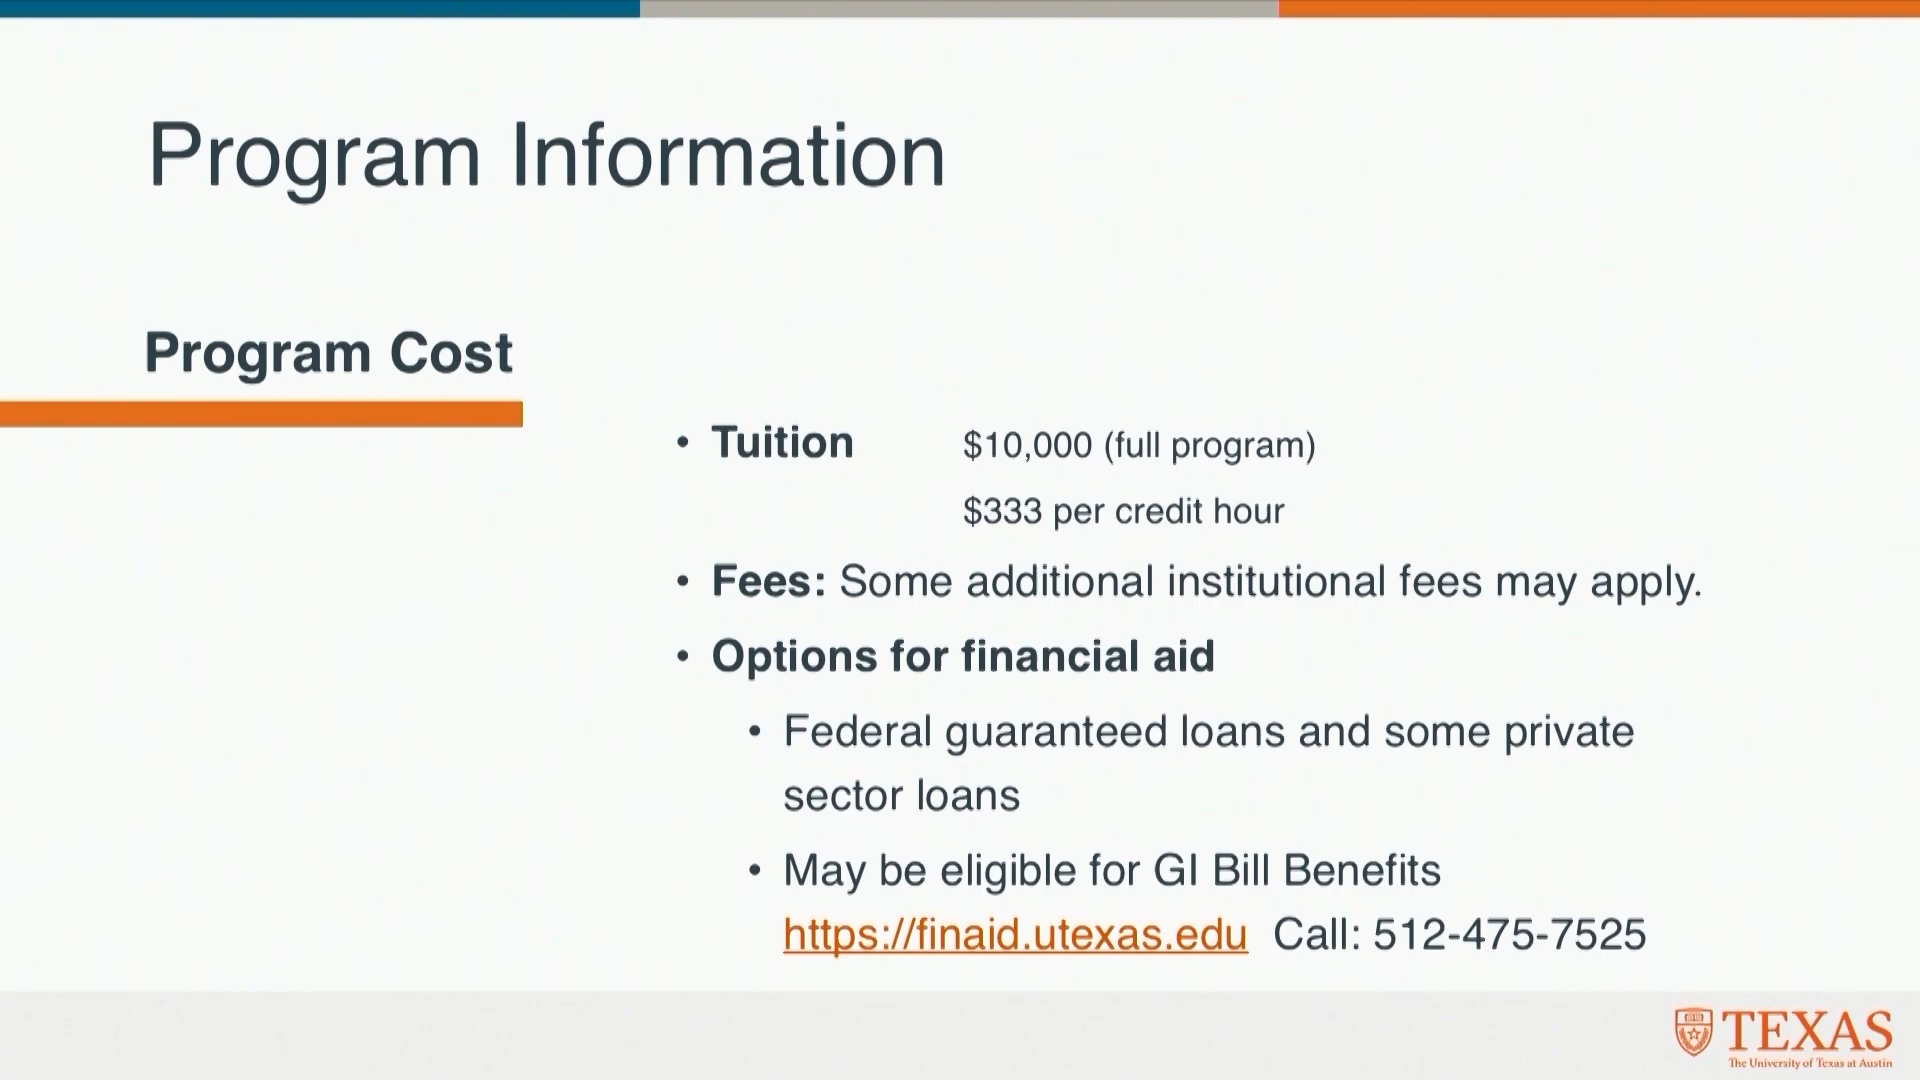 Program Information
Program Cost
• Tuition $10,000 (full program)
$333 per credit hour
• Fees: Some additional institutional fees may apply.
• Options for financial aid
• Federal guaranteed loans and some private
sector loans
• May be eligible for GI Bill Benefits
https://finaid.utexas.edu Call: 512-475-7525
TEXAS
The University of Texas at Austin